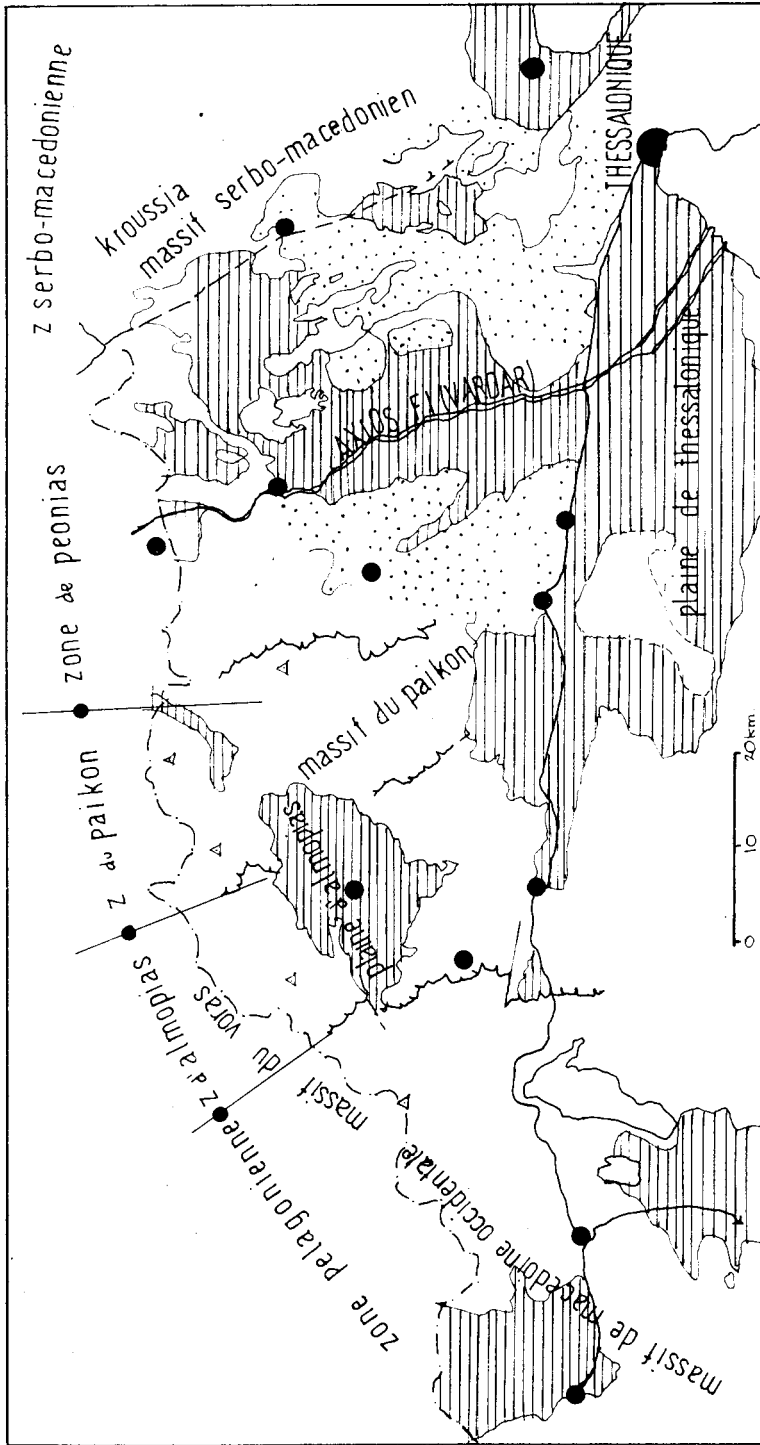 zone pelagonienne
z d'almopias
z du paikon
zone de peonias
z serbo-macedonienne
kroussia
massif serbo-macedonien
massif du voras
plaine d'almopias
massif du paikon
AXIOS FI (VARDAR)
massif de macedoine occidentale
THESSALONIQUE
plaine de thessalonique
0 10 20km